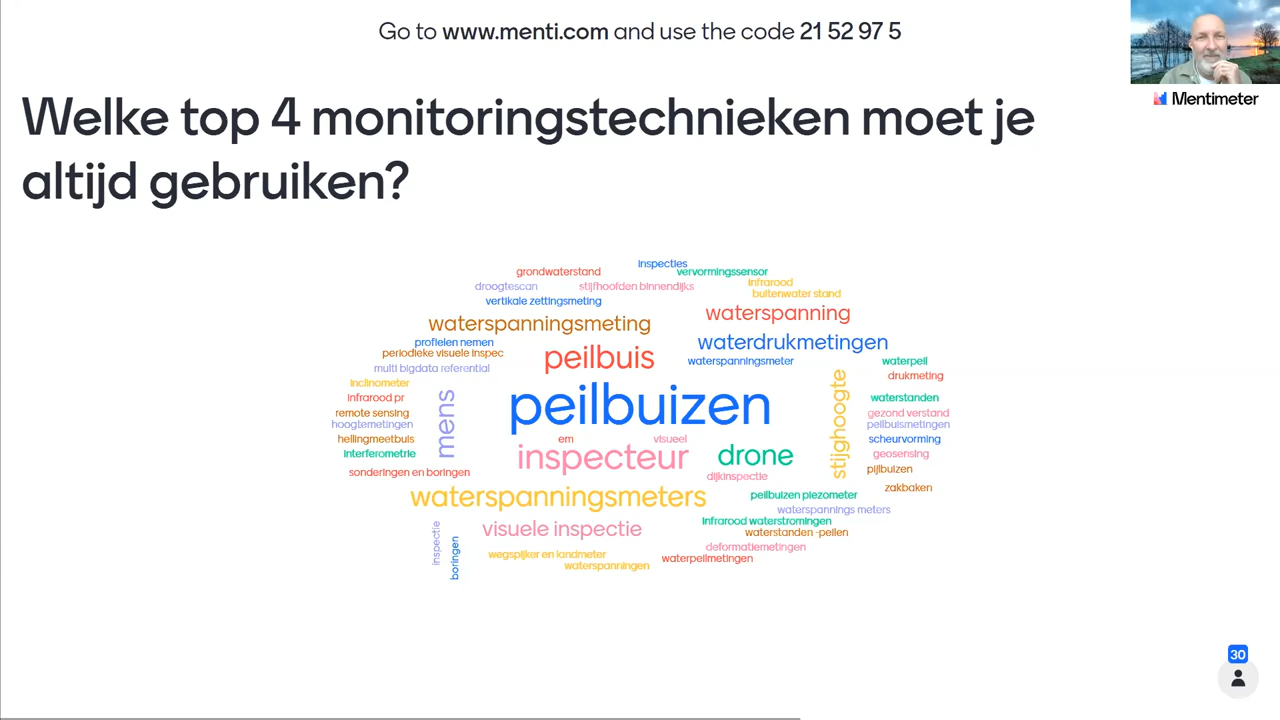 Go to www.menti.com and use the code 21 52 97 5
Mentimeter
Welke top 4 monitoringstechnieken moet je
altijd gebruiken?
inspecties
grondwaterstand
vervormingssensor
droogtescan
stijfhoofden binnendijks
infrarood
buitenwater stand
vertikale zettingsmeting
waterspanningsmeting
waterspanning
profielen nemen
waterdrukmetingen
periodieke visuele inspec
peilbuis
waterspanningsmeter
waterpeil
multi bigdata referential
drukmeting
inclinometer
infrarood pr
mens
peilbuizen
stijghoogte
waterstanden
remote sensing
gezond verstand
hoogtemetingen
peilbuismetingen
hellingmeetbuis
em
visueel
scheurvorming
interferometrie
inspecteur
drone
geosensing
sonderingen en boringen
dijkinspectie
pijlbuizen
zakbaken
waterspanningsmeters
peilbuizen piezometer
waterspannings meters
visuele inspectie
infrarood waterstromingen
waterstanden -peilen
inspectie
boringen
deformatiemetingen
wegspijker en landmeter
waterpeilmetingen
waterspanningen
30